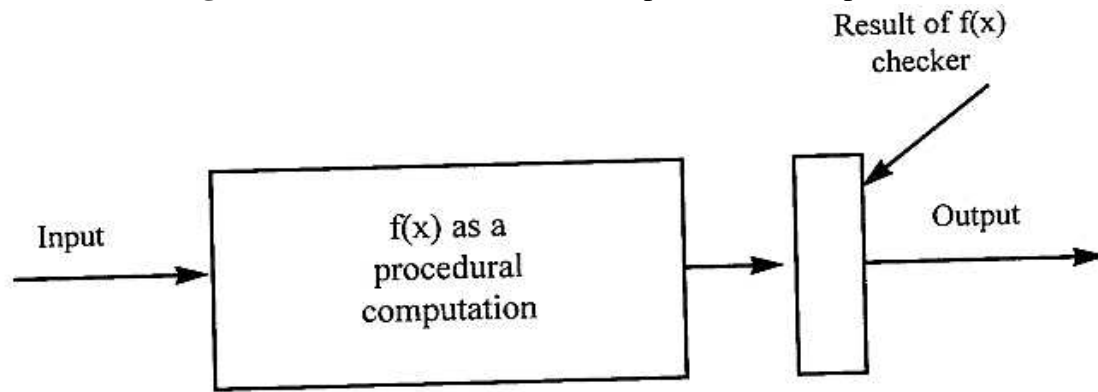 Result of f(x)
checker
Input
f(x) as a
procedural
computation
Output